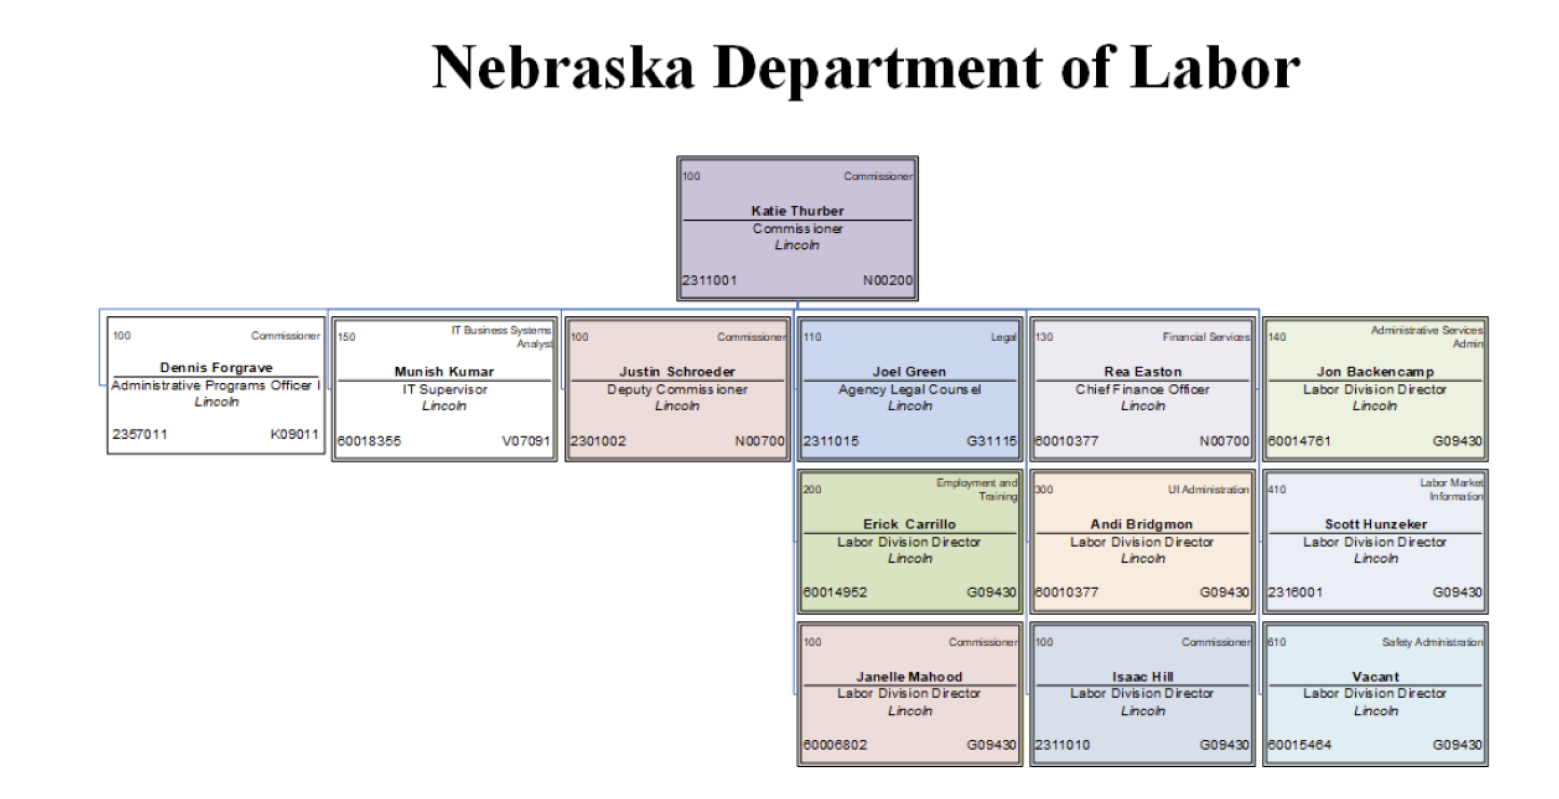 Nebraska Department of Labor
100 Commissioner
Katie Thurber
Commissioner
Lincoln
2311001 N00200
100 Commissioner
Dennis Forgrave
Administrative Programs Officer I
Lincoln
2357011 K09011
150 IT Business Systems
Analyst
Munish Kumar
IT Supervisor
Lincoln
60018355 V07091
100 Commissioner
Justin Schroeder
Deputy Commissioner
Lincoln
2301002 N00700
110 Legal
Joel Green
Agency Legal Counsel
Lincoln
2311015 G31115
130 Financial Services
Rea Easton
Chief Finance Officer
Lincoln
60010377 N00700
140 Administrative Services
Admin
Jon Backencamp
Labor Division Director
Lincoln
60014761 G09430
200 Employment and
Training
Erick Carrillo
Labor Division Director
Lincoln
60014952 G09430
300 UI Administration
Andi Bridgmon
Labor Division Director
Lincoln
60010377 G09430
410 Labor Market
Information
Scott Hunzeker
Labor Division Director
Lincoln
2316001 G09430
100 Commissioner
Janelle Mahood
Labor Division Director
Lincoln
60006802 G09430
100 Commissioner
Isaac Hill
Labor Division Director
Lincoln
2311010 G09430
610 Safety Administration
Vacant
Labor Division Director
Lincoln
60015464 G09430